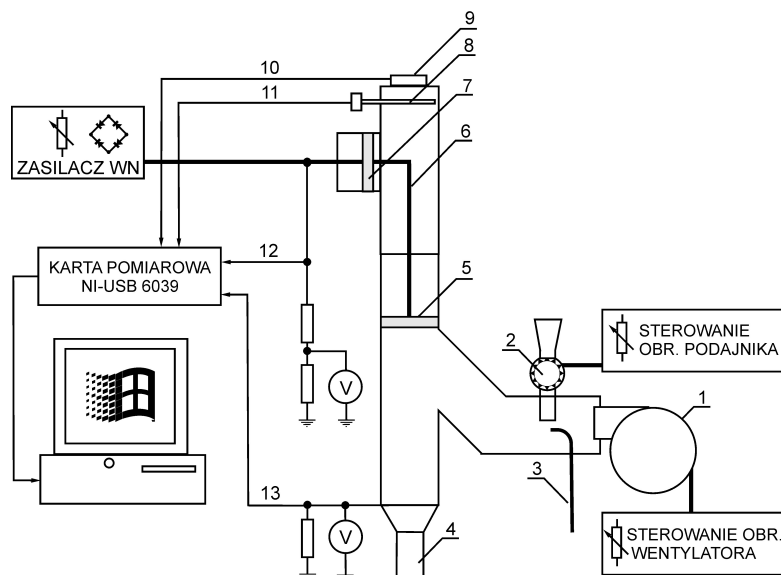 9
8
10
11
7
6
ZASILACZ WN
12
KARTA POMIAROWA
NI-USB 6039
5
2
STEROWANIE
OBR. PODAJNIKA
1
V
3
13
V
4
STEROWANIE OBR.
WENTYLATORA